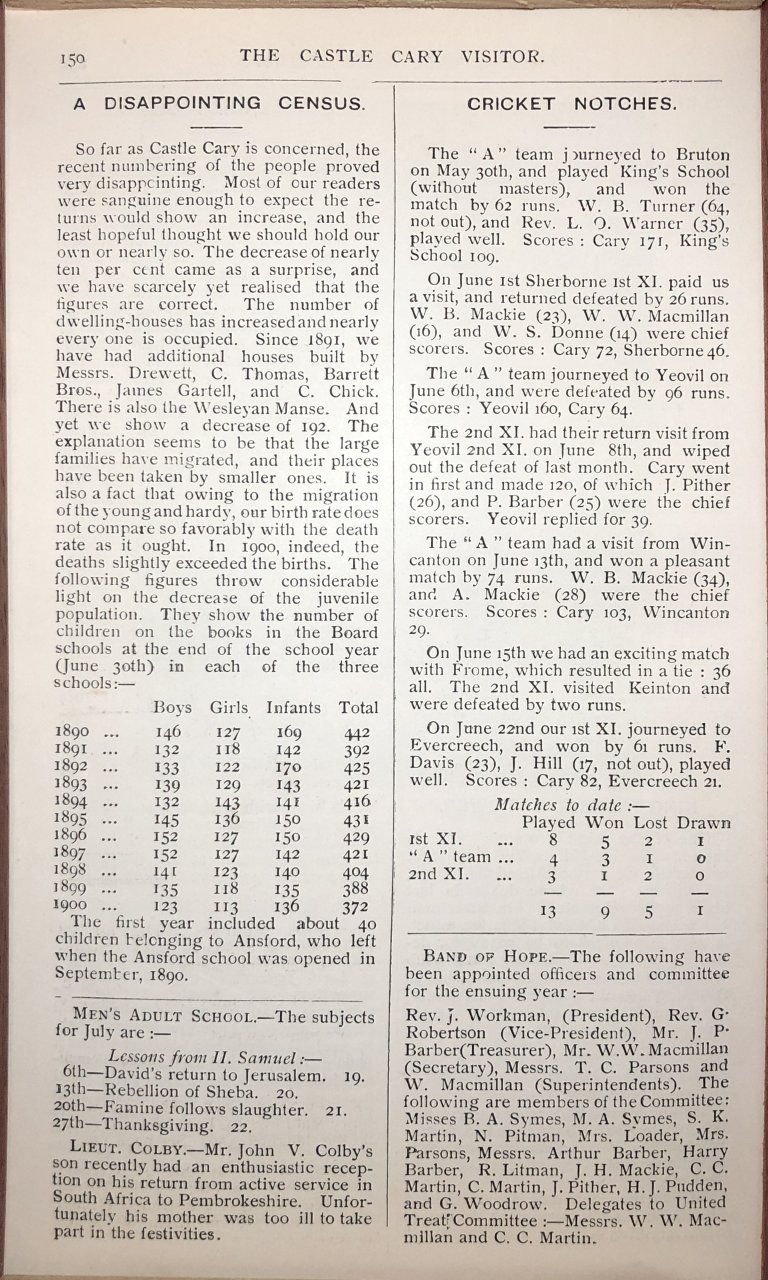 150
THE CASTLE CARY VISITOR.
A DISAPPOINTING CENSUS.
So far as Castle Cary is concerned, the
recent numbering of the people proved
very disappointing. Most of our readers
were sanguine enough to expect the re-
turns would show an increase, and the
least hopeful thought we should hold our
own or nearly so. The decrease of nearly
ten per cent came as a surprise, and
we have scarcely yet realised that the
figures are correct. The number of
dwelling-houses has increased and nearly
every one is occupied. Since 1891, we
have had additional houses built by
Messrs. Drewett, C. Thomas, Barrett
Bros., James Gartell, and C. Chick.
There is also the Wesleyan Manse. And
yet we show a decrease of 192. The
explanation seems to be that the large
families have migrated, and their places
have been taken by smaller ones. It is
also a fact that owing to the migration
of the young and hardy, our birth rate does
not compare so favorably with the death
rate as it ought. In 1900, indeed, the
deaths slightly exceeded the births. The
following figures throw considerable
light on the decrease of the juvenile
population. They show the number of
children on the books in the Board
schools at the end of the school year
(June 30th) in each of the three
schools:—
Boys Girls Infants Total
1890 ... 146 127 169 442
1891 ... 132 118 142 392
1892 ... 133 122 170 425
1893 ... 139 129 143 421
1894 ... 132 143 141 416
1895 ... 145 136 150 431
1896 ... 152 127 150 429
1897 ... 152 127 142 421
1898 ... 141 123 140 404
1899 ... 135 118 135 388
1900 ... 123 113 136 372
The first year included about 40
children belonging to Ansford, who left
when the Ansford school was opened in
September, 1890.
MEN'S ADULT SCHOOL.—The subjects
for July are :—
Lessons from II. Samuel :—
6th—David's return to Jerusalem. 19.
13th—Rebellion of Sheba. 20.
20th—Famine follows slaughter. 21.
27th—Thanksgiving. 22.
LIEUT. COLBY.—Mr. John V. Colby's
son recently had an enthusiastic recep-
tion on his return from active service in
South Africa to Pembrokeshire. Unfor-
tunately his mother was too ill to take
part in the festivities.
CRICKET NOTCHES.
The "A" team journeyed to Bruton
on May 30th, and played King's School
(without masters), and won the
match by 62 runs. W. B. Turner (64,
not out), and Rev. L. O. Warner (35),
played well. Scores : Cary 171, King's
School 109.
On June 1st Sherborne 1st XI. paid us
a visit, and returned defeated by 26 runs.
W. B. Mackie (23), W. W. Macmillan
(16), and W. S. Donne (14) were chief
scorers. Scores : Cary 72, Sherborne 46.
The "A" team journeyed to Yeovil on
June 6th, and were defeated by 96 runs.
Scores : Yeovil 160, Cary 64.
The 2nd XI. had their return visit from
Yeovil 2nd XI. on June 8th, and wiped
out the defeat of last month. Cary went
in first and made 120, of which J. Pither
(26), and P. Barber (25) were the chief
scorers. Yeovil replied for 39.
The "A" team had a visit from Win-
canton on June 13th, and won a pleasant
match by 74 runs. W. B. Mackie (34),
and A. Mackie (28) were the chief
scorers. Scores : Cary 103, Wincanton
29.
On June 15th we had an exciting match
with Frome, which resulted in a tie : 36
all. The 2nd XI. visited Keinton and
were defeated by two runs.
On June 22nd our 1st XI. journeyed to
Evercreech, and won by 61 runs. F.
Davis (23), J. Hill (17, not out), played
well. Scores : Cary 82, Evercreech 21.
Matches to date :—
Played Won Lost Drawn
1st XI. ... 8 5 2 1
"A" team ... 4 3 1 0
2nd XI. ... 3 1 2 0
13 9 5 1
BAND OF HOPE.—The following have
been appointed officers and committee
for the ensuing year :—
Rev. J. Workman, (President), Rev. G.
Robertson (Vice-President), Mr. J. P.
Barber(Treasurer), Mr. W.W. Macmillan
(Secretary), Messrs. T. C. Parsons and
W. Macmillan (Superintendents). The
following are members of the Committee:
Misses B. A. Symes, M. A. Symes, S. K.
Martin, N. Pitman, Mrs. Loader, Mrs.
Parsons, Messrs. Arthur Barber, Harry
Barber, R. Litman, J. H. Mackie, C. C.
Martin, C. Martin, J. Pither, H. J. Pudden,
and G. Woodrow. Delegates to United
Treat Committee :—Messrs. W. W. Mac-
millan and C. C. Martin.